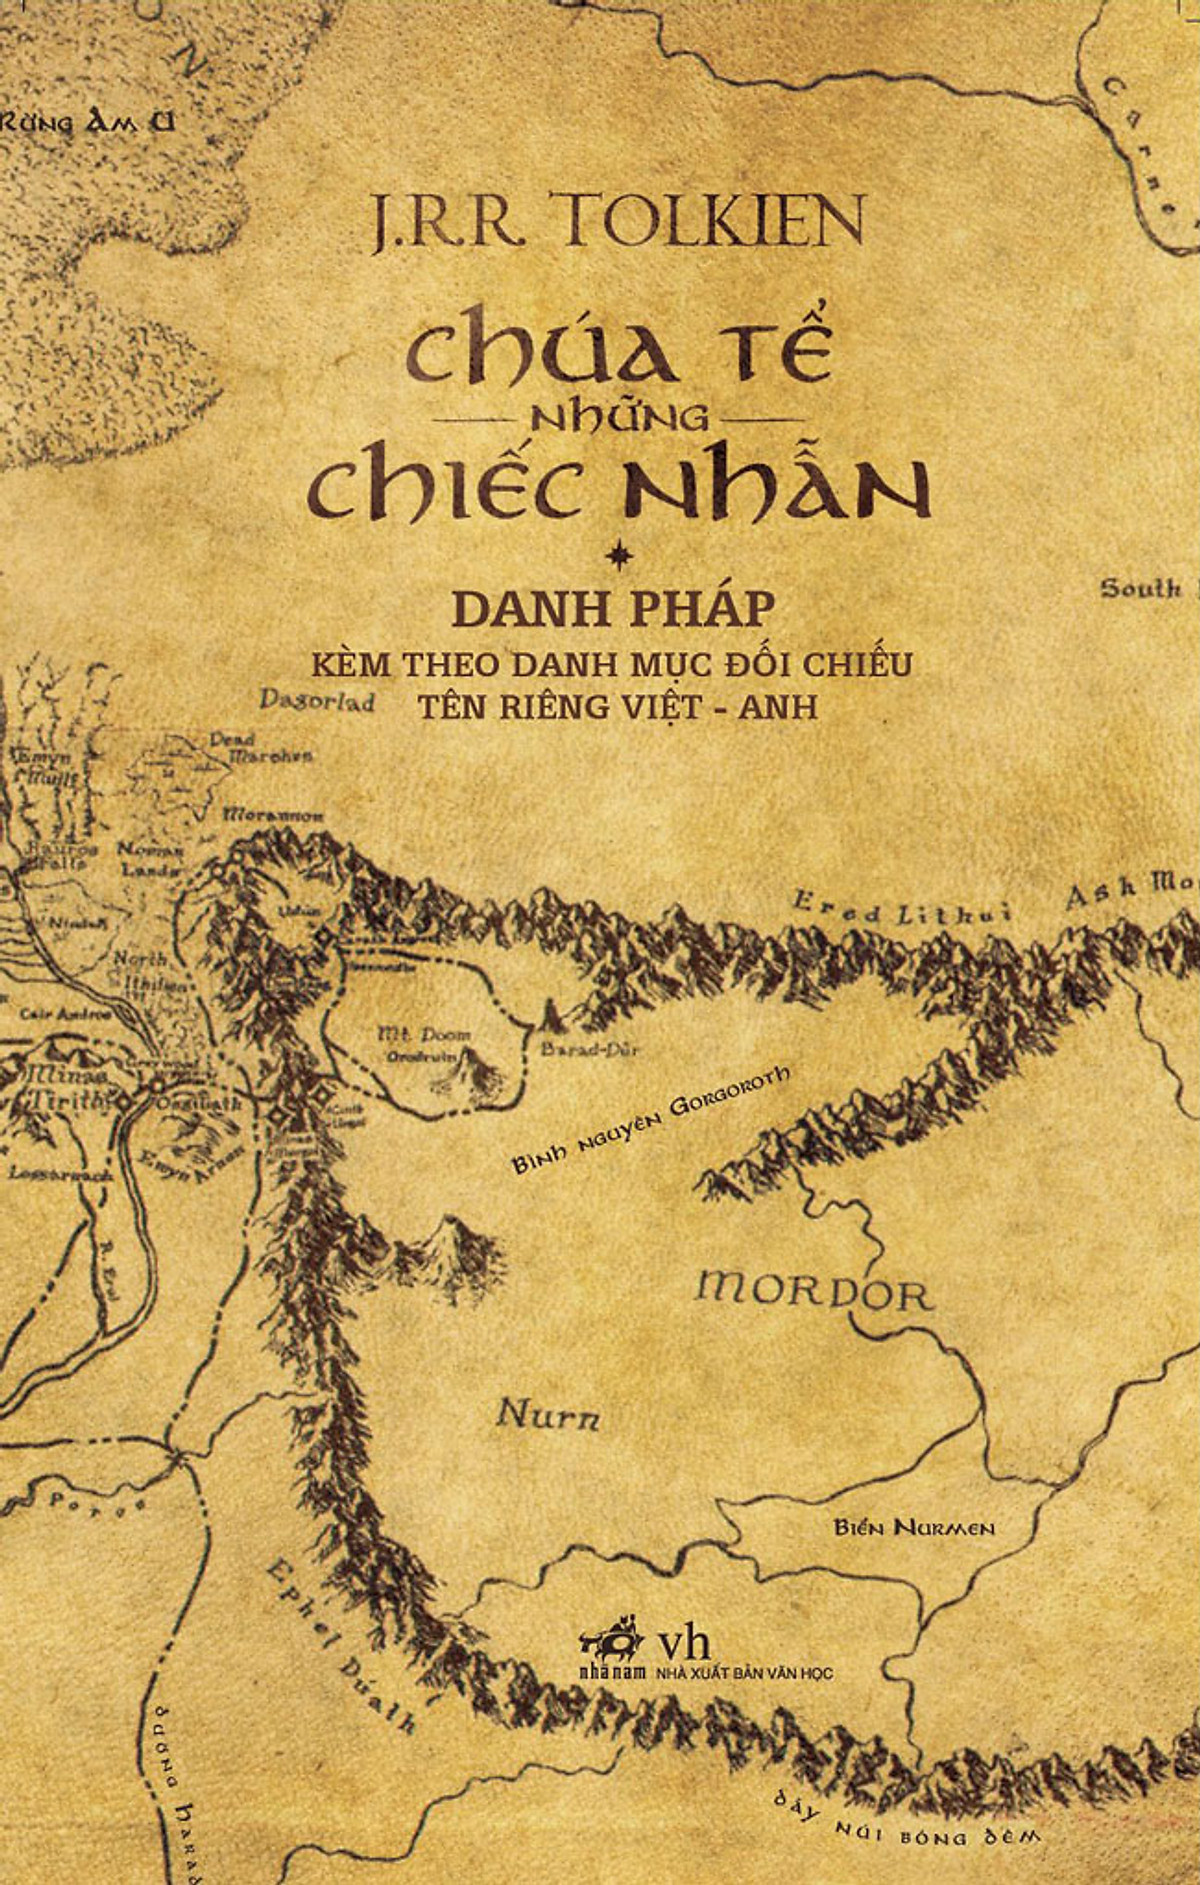 N
Rừng Âm U
Carne
J.R.R. TOLKIEN
CHÚA TỂ
NHỮNG
CHIẾC NHẪN
DANH PHÁP
KÈM THEO DANH MỤC ĐỐI CHIẾU
TÊN RIÊNG VIỆT - ANH
South
Dagorlad
Dead
Marshes
Emyn
Muil
Morannon
Rauros
Falls
Noman
Lands
Udûn
Ered Lithui
Ash Mo
Nindalf
North
Ithilien
Cair Andros
Mt. Doom
Orodruin
Barad-Dûr
Minas
Tirith
Osgiliath
Bình nguyên Gorgoroth
Emyn Arnen
Lossarnach
R. Erui
MORDOR
Nurn
Poros
Biển Nurmen
Ephel Dúath
nhã nam
vh
NHÀ XUẤT BẢN VĂN HỌC
đường Harad
dãy núi bóng đêm